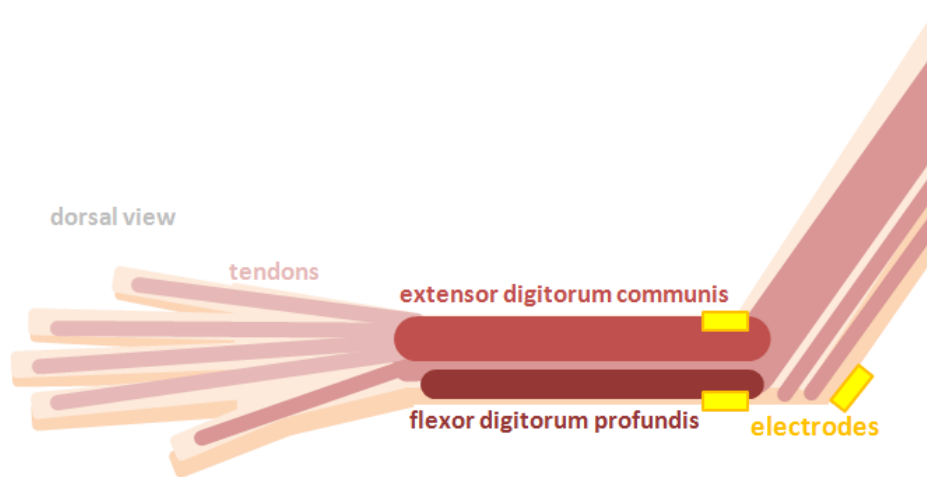 dorsal view
tendons
extensor digitorum communis
flexor digitorum profundis
electrodes